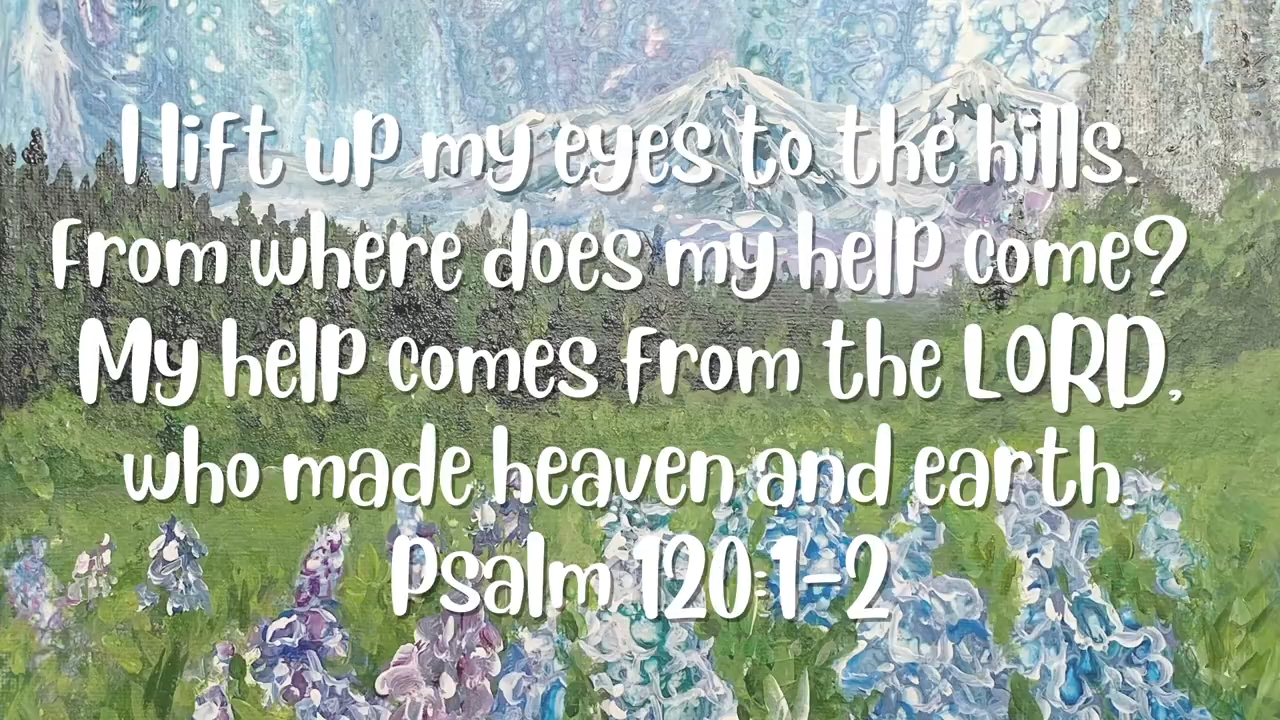 I lift up my eyes to the hills.
From where does my help come?
My help comes from the LORD,
who made heaven and earth.
Psalm 120:1-2